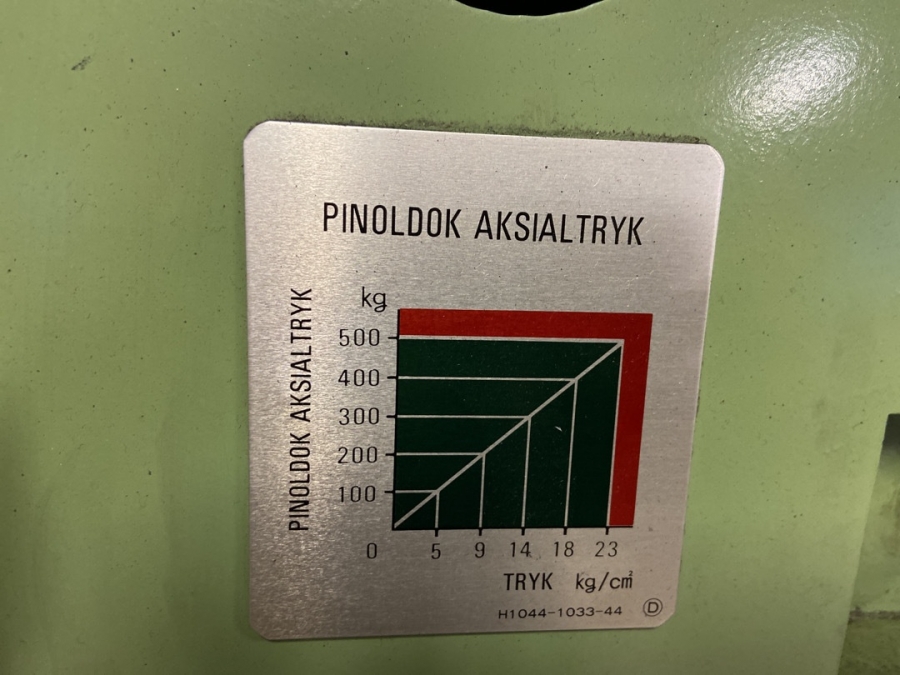 PINOLDOK AKSIALTRYK
kg
PINOLDOK AKSIALTRYK
500
400
300
200
100
0 5 9 14 18 23
TRYK kg/cm²
H1044-1033-44 D